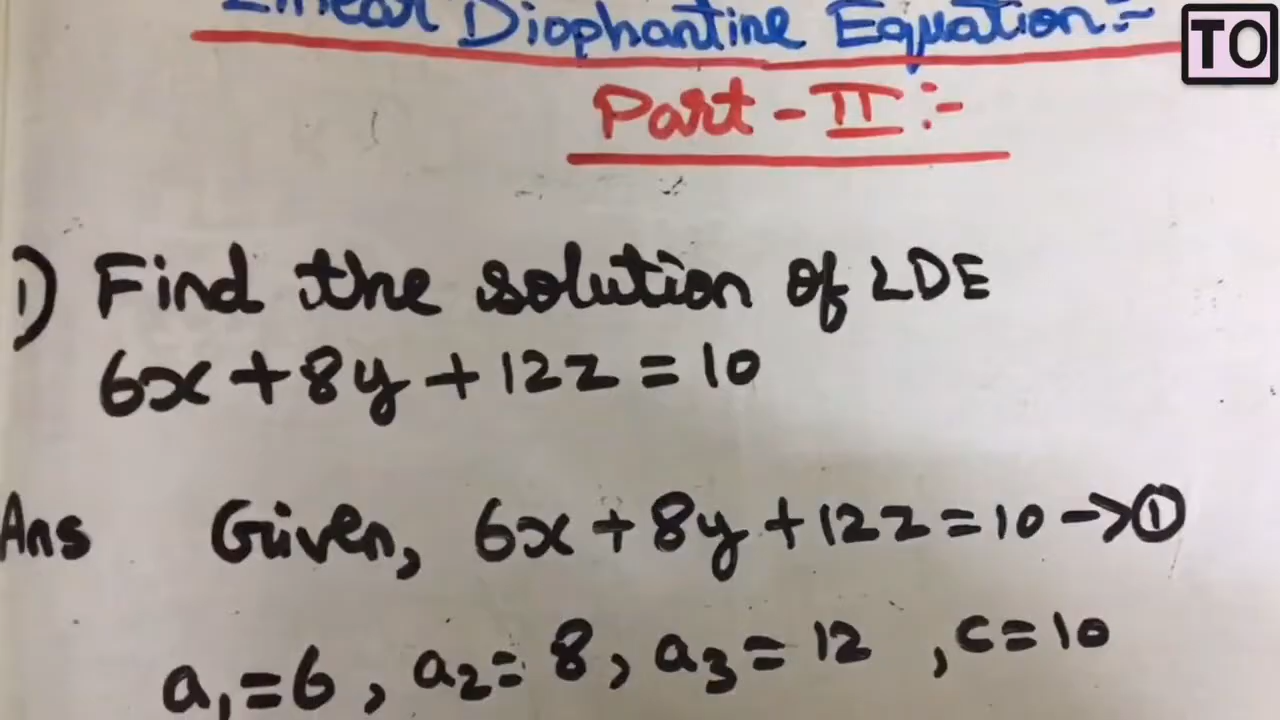 Linear Diophantine Equation:-
TO
Part - II :-
1) Find the solution of LDE
6x + 8y + 12z = 10
Ans Given, 6x + 8y + 12z = 10 → ①
a₁ = 6 , a₂ = 8 , a₃ = 12 , c = 10